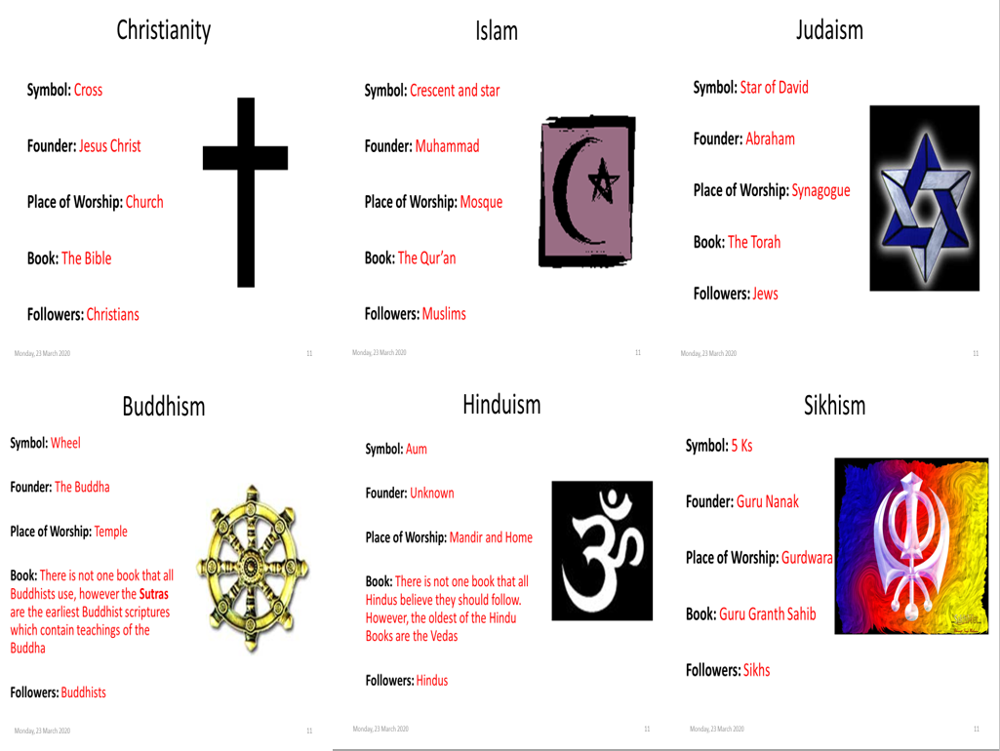 Christianity
Symbol: Cross
Founder: Jesus Christ
Place of Worship: Church
Book: The Bible
Followers: Christians
Monday, 23 March 2020
11
Islam
Symbol: Crescent and star
Founder: Muhammad
Place of Worship: Mosque
Book: The Qur’an
Followers: Muslims
Monday, 23 March 2020
11
Judaism
Symbol: Star of David
Founder: Abraham
Place of Worship: Synagogue
Book: The Torah
Followers: Jews
Monday, 23 March 2020
11
Buddhism
Symbol: Wheel
Founder: The Buddha
Place of Worship: Temple
Book: There is not one book that all
Buddhists use, however the Sutras
are the earliest Buddhist scriptures
which contain teachings of the
Buddha
Followers: Buddhists
Monday, 23 March 2020
11
Hinduism
Symbol: Aum
Founder: Unknown
Place of Worship: Mandir and Home
Book: There is not one book that all
Hindus believe they should follow.
However, the oldest of the Hindu
Books are the Vedas
Followers: Hindus
Monday, 23 March 2020
11
ॐ
Sikhism
Symbol: 5 Ks
Founder: Guru Nanak
Place of Worship: Gurdwara
Book: Guru Granth Sahib
Followers: Sikhs
Monday, 23 March 2020
11